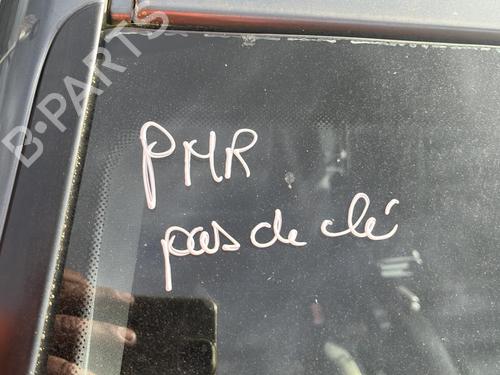 B-PARTS
PMR
pas de clé